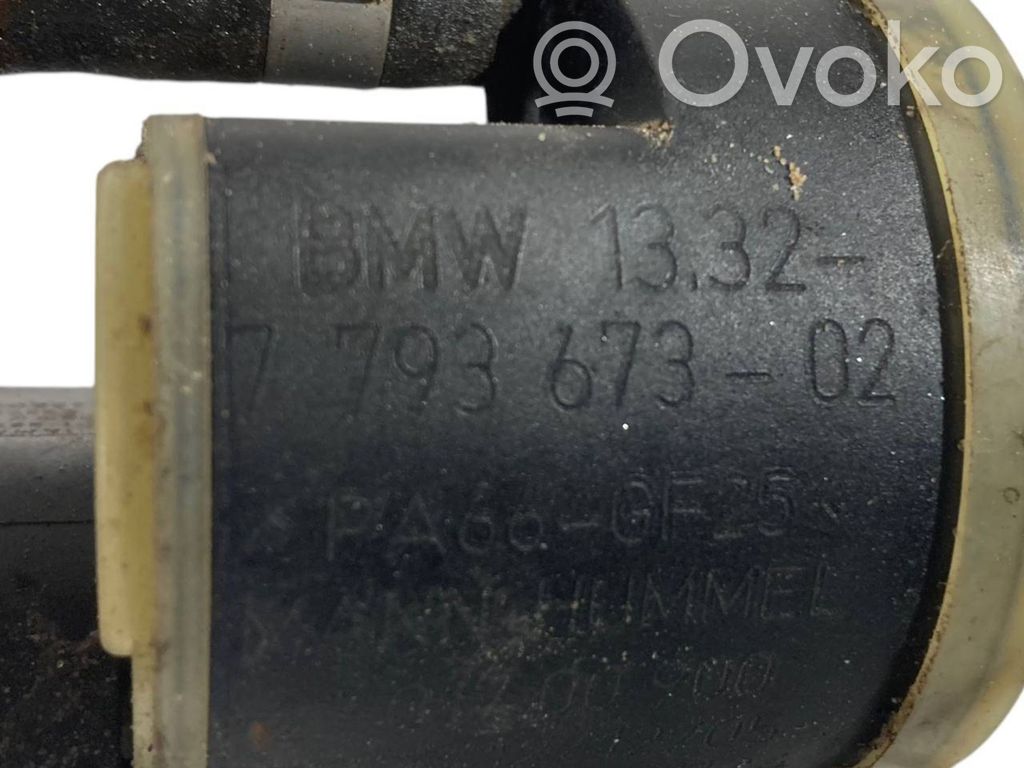 Ovoko
BMW 13.32-
7 793 673-02
PA66-GF25
MANN HUMMEL